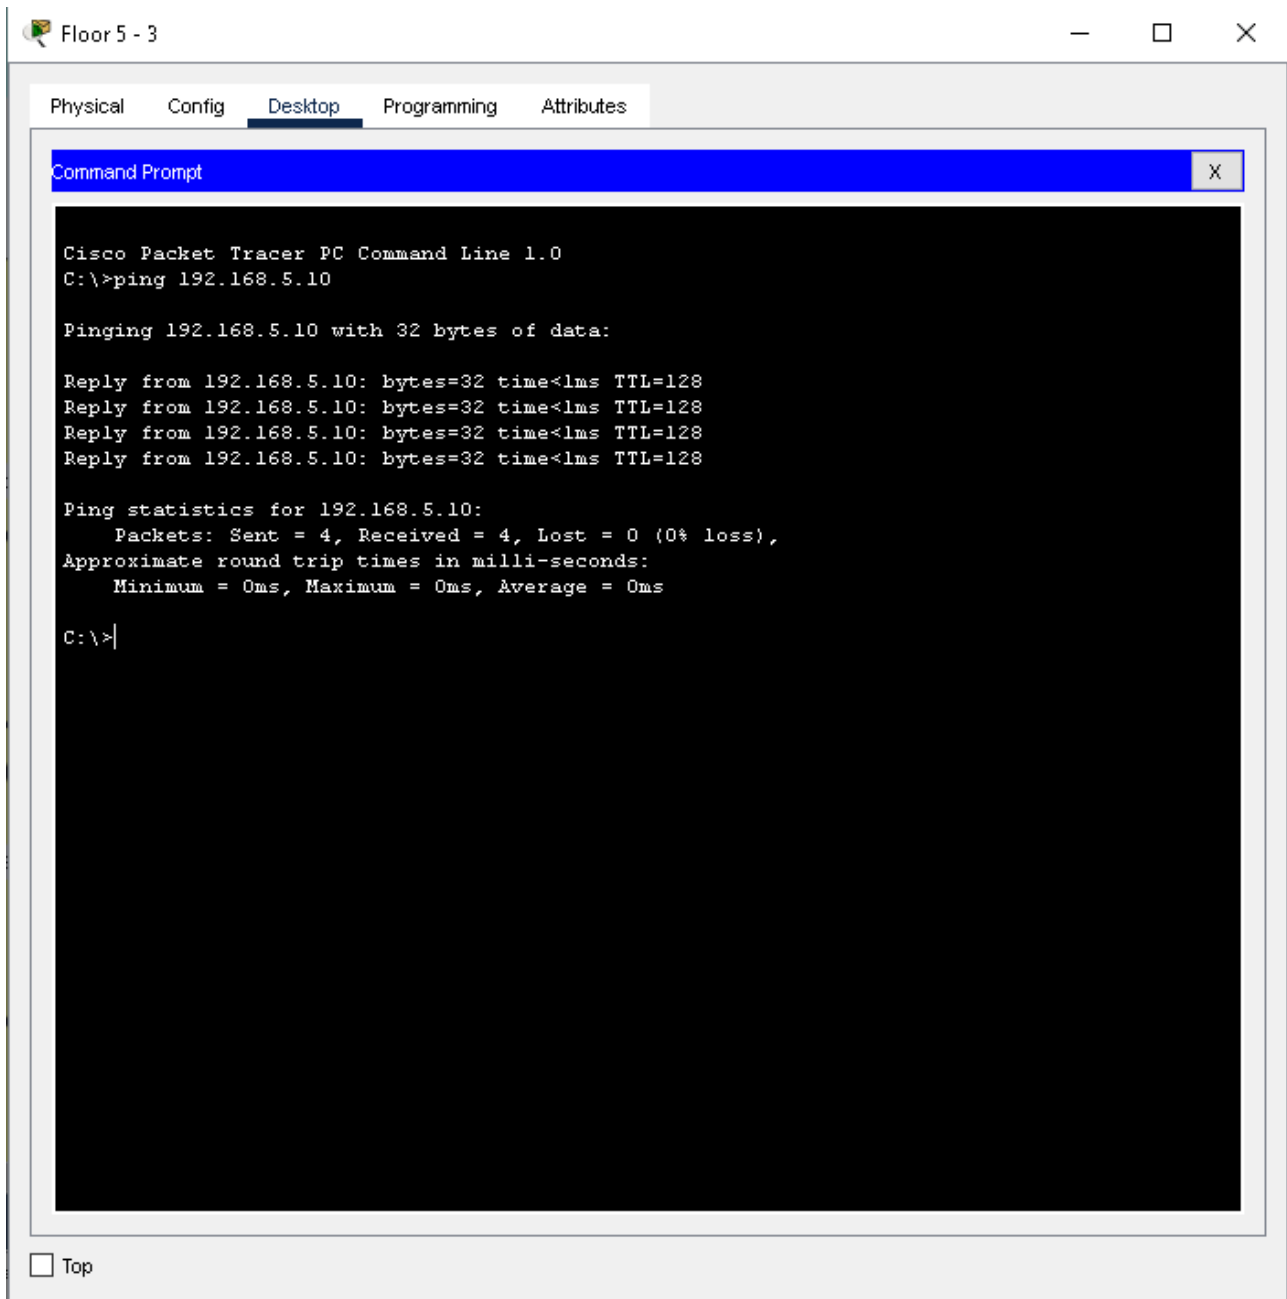 Floor 5 - 3
Physical Config Desktop Programming Attributes
Command Prompt X
Cisco Packet Tracer PC Command Line 1.0
C:\>ping 192.168.5.10
Pinging 192.168.5.10 with 32 bytes of data:
Reply from 192.168.5.10: bytes=32 time<1ms TTL=128
Reply from 192.168.5.10: bytes=32 time<1ms TTL=128
Reply from 192.168.5.10: bytes=32 time<1ms TTL=128
Reply from 192.168.5.10: bytes=32 time<1ms TTL=128
Ping statistics for 192.168.5.10:
Packets: Sent = 4, Received = 4, Lost = 0 (0% loss),
Approximate round trip times in milli-seconds:
Minimum = 0ms, Maximum = 0ms, Average = 0ms
C:\>
Top